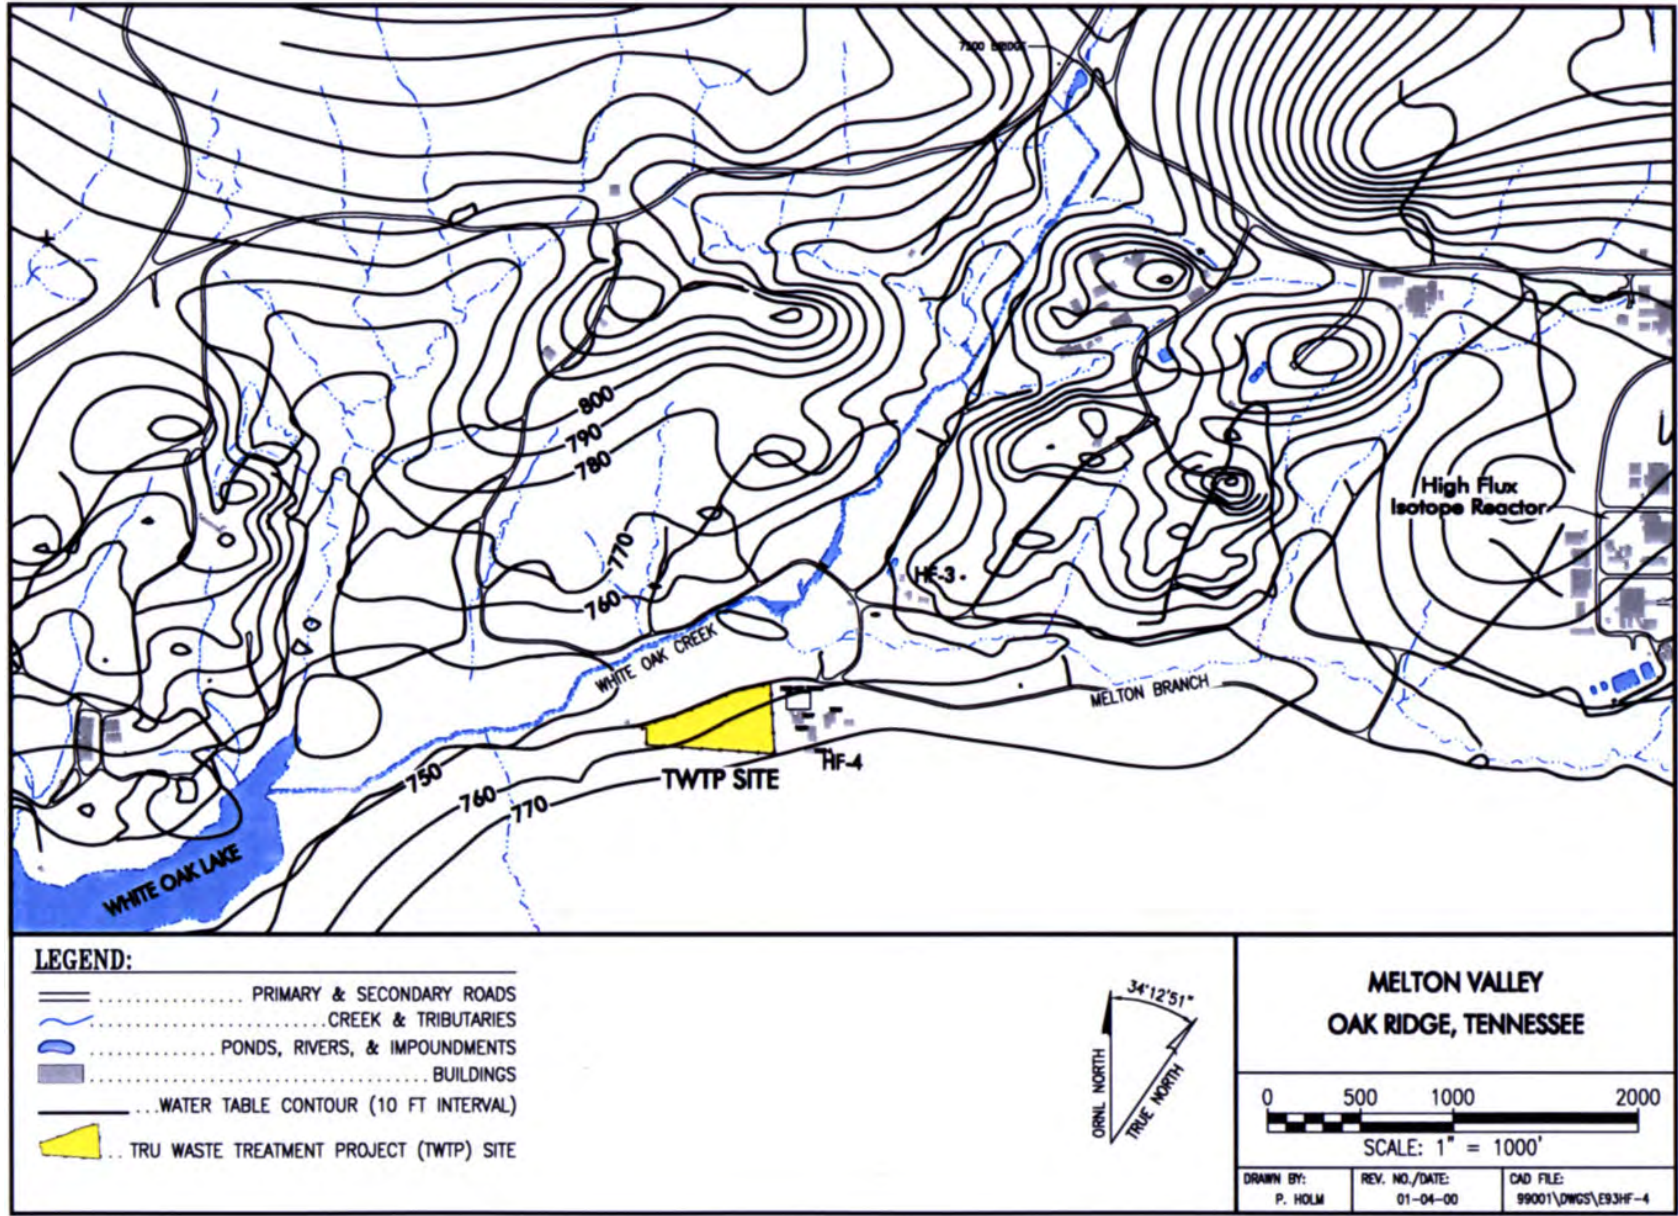 7500 BRIDGE
800
790
780
High Flux
Isotope Reactor
770
HF-3
760
WHITE OAK CREEK
MELTON BRANCH
HF-4
TWTP SITE
750
760
770
WHITE OAK LAKE
LEGEND:
PRIMARY & SECONDARY ROADS
CREEK & TRIBUTARIES
PONDS, RIVERS, & IMPOUNDMENTS
BUILDINGS
WATER TABLE CONTOUR (10 FT INTERVAL)
TRU WASTE TREATMENT PROJECT (TWTP) SITE
34°12'51"
ORNL NORTH
TRUE NORTH
MELTON VALLEY
OAK RIDGE, TENNESSEE
0 500 1000 2000
SCALE: 1" = 1000'
DRAWN BY:
P. HOLM
REV. NO./DATE:
01-04-00
CAD FILE:
99001\DWGS\E93HF-4